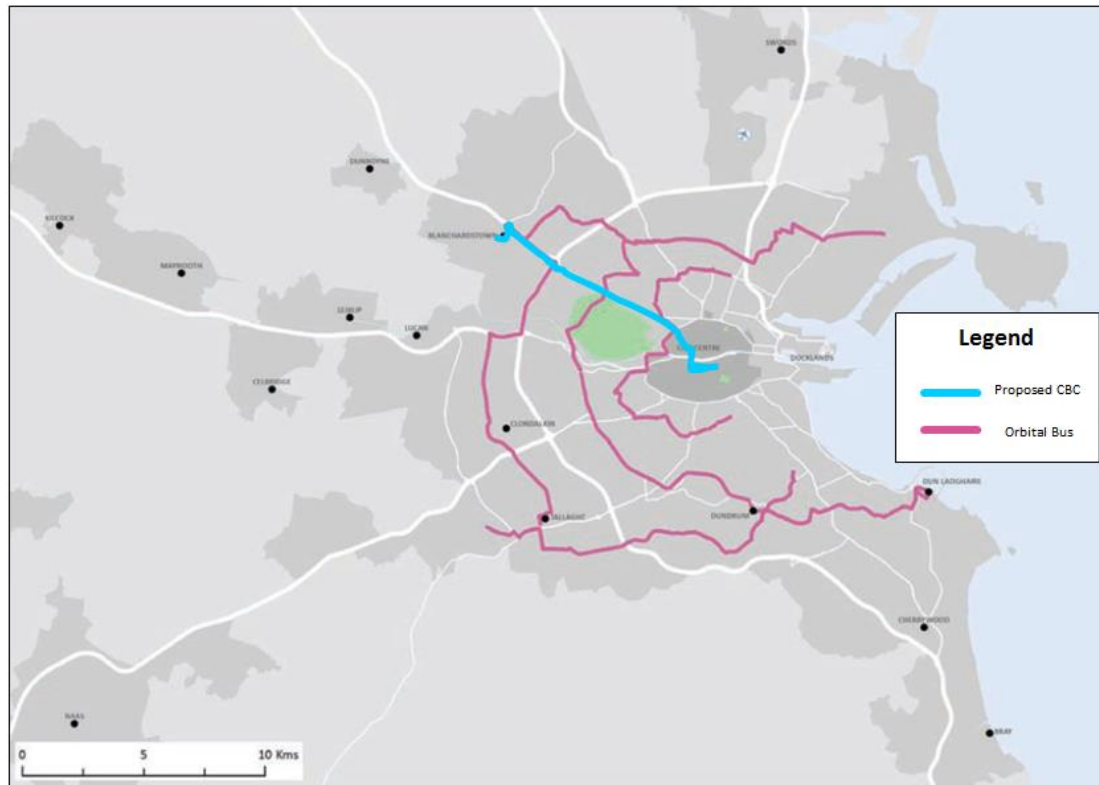 SWORDS
DUNBOYNE
KILCOCK
BLANCHARDSTOWN
MAYNOOTH
LEIXLIP
LUCAN
CITY CENTRE
DOCKLANDS
Legend
Proposed CBC
Orbital Bus
CELBRIDGE
CLONDALKIN
DUN LAOGHAIRE
TALLAGHT
DUNDRUM
CHERRYWOOD
NAAS
BRAY
0 5 10 Kms